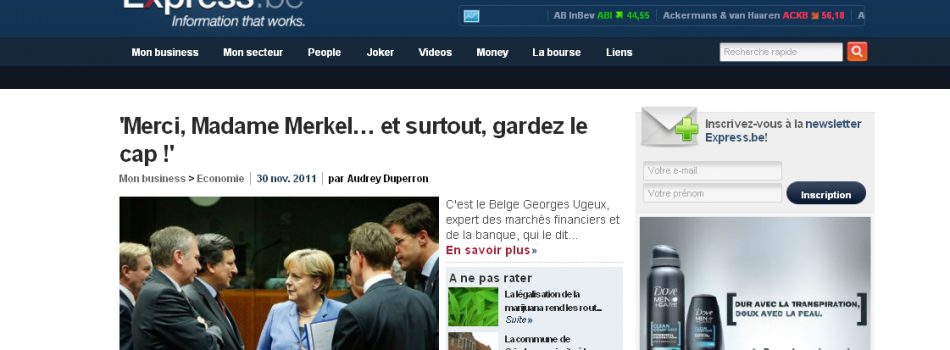 Express.be
Information that works.
AB InBev ABI 44,55 Ackermans & van Haaren ACKB 56,18 A
Mon business Mon secteur People Joker Videos Money La bourse Liens
Recherche rapide
'Merci, Madame Merkel… et surtout, gardez le
cap !'
Mon business > Economie 30 nov. 2011 par Audrey Duperron
C'est le Belge Georges Ugeux,
expert des marchés financiers et
de la banque, qui le dit...
En savoir plus»
A ne pas rater
La légalisation de la
marijuana rend les rout...
Suite »
La commune de
Inscrivez-vous à la newsletter
Express.be!
Votre e-mail
Votre prénom
Inscription
Dove
MEN+CARE
CLEAN
COMFORT
Dove
MEN+CARE
DUR AVEC LA TRANSPIRATION,
DOUX AVEC LA PEAU.